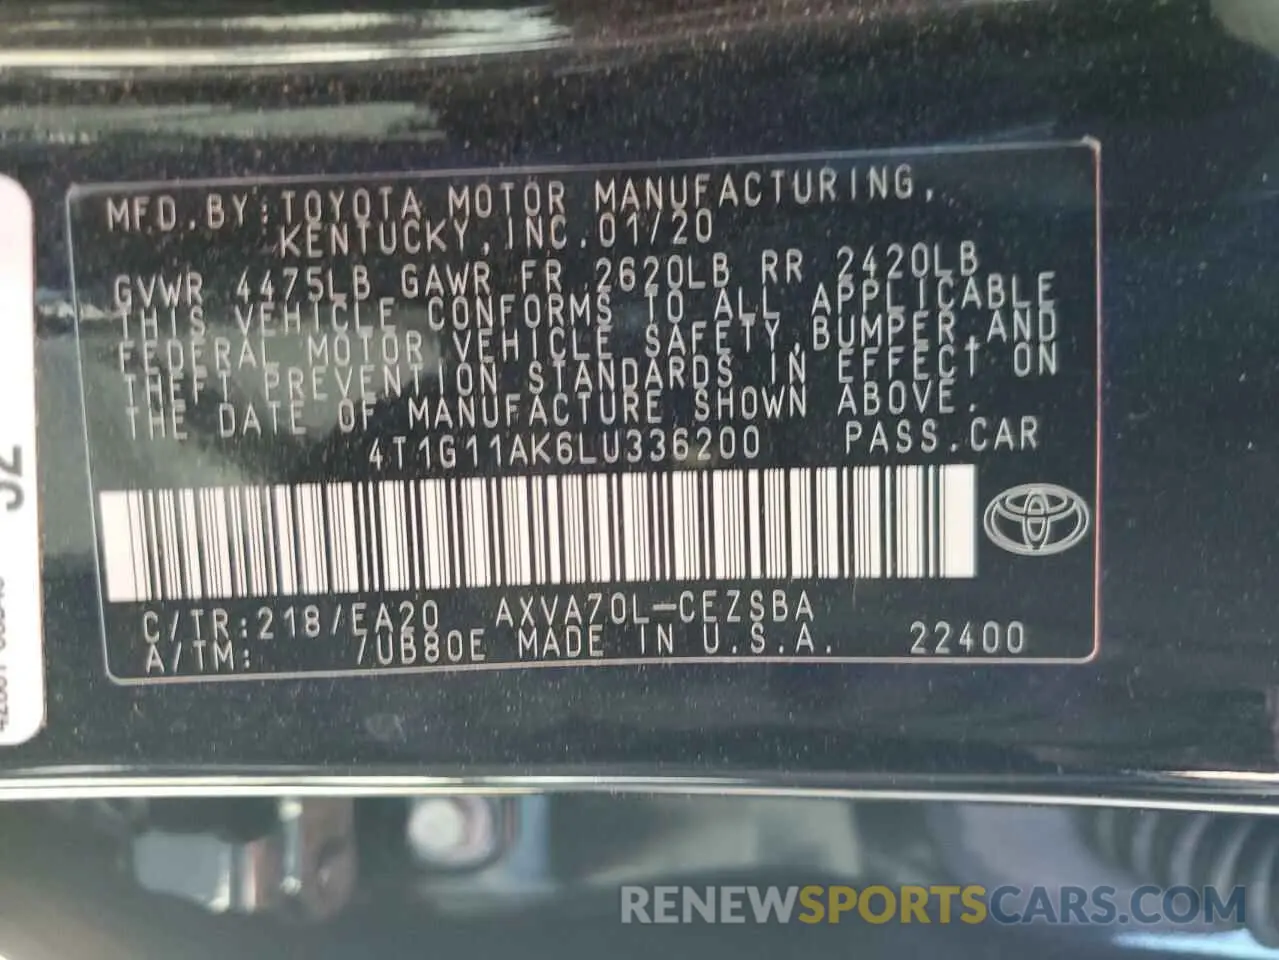 MFD.BY:TOYOTA MOTOR MANUFACTURING,
KENTUCKY,INC.01/20
GVWR 4475LB GAWR FR 2620LB RR 2420LB
THIS VEHICLE CONFORMS TO ALL APPLICABLE
FEDERAL MOTOR VEHICLE SAFETY,BUMPER,AND
THEFT PREVENTION STANDARDS IN EFFECT ON
THE DATE OF MANUFACTURE SHOWN ABOVE.
4T1G11AK6LU336200 PASS.CAR
C/TR:218/EA20 AXVA70L-CEZSBA
A/TM: /UB80E MADE IN U.S.A. 22400
RENEWSPORTSCARS.COM